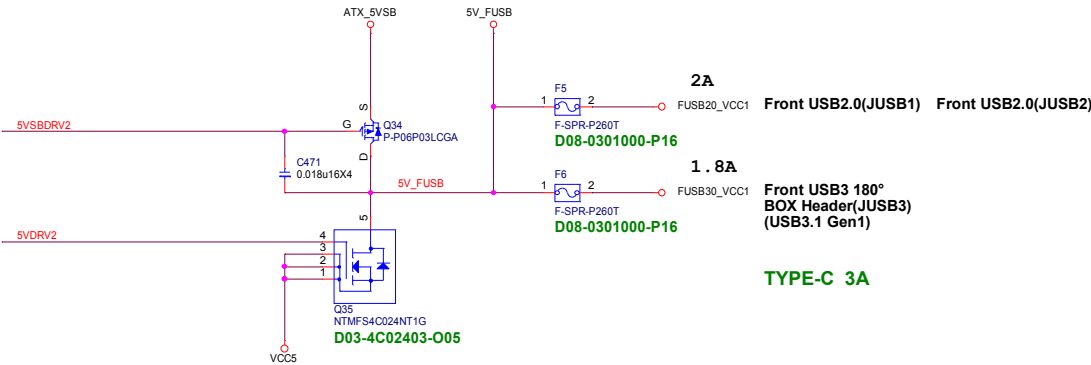 ATX_5VSB
5V_FUSB
2A
F5
1
2
FUSB20_VCC1
Front USB2.0(JUSB1)
Front USB2.0(JUSB2)
F-SPR-P260T
D08-0301000-P16
S
5VSBDRV2
G
Q34
P-P06P03LCGA
D
C471
0.018u16X4
5V_FUSB
1.8A
F6
1
2
FUSB30_VCC1
Front USB3 180°
BOX Header(JUSB3)
(USB3.1 Gen1)
F-SPR-P260T
D08-0301000-P16
5
5VDRV2
4
3
2
1
TYPE-C 3A
Q35
NTMFS4C024NT1G
D03-4C02403-O05
VCC5